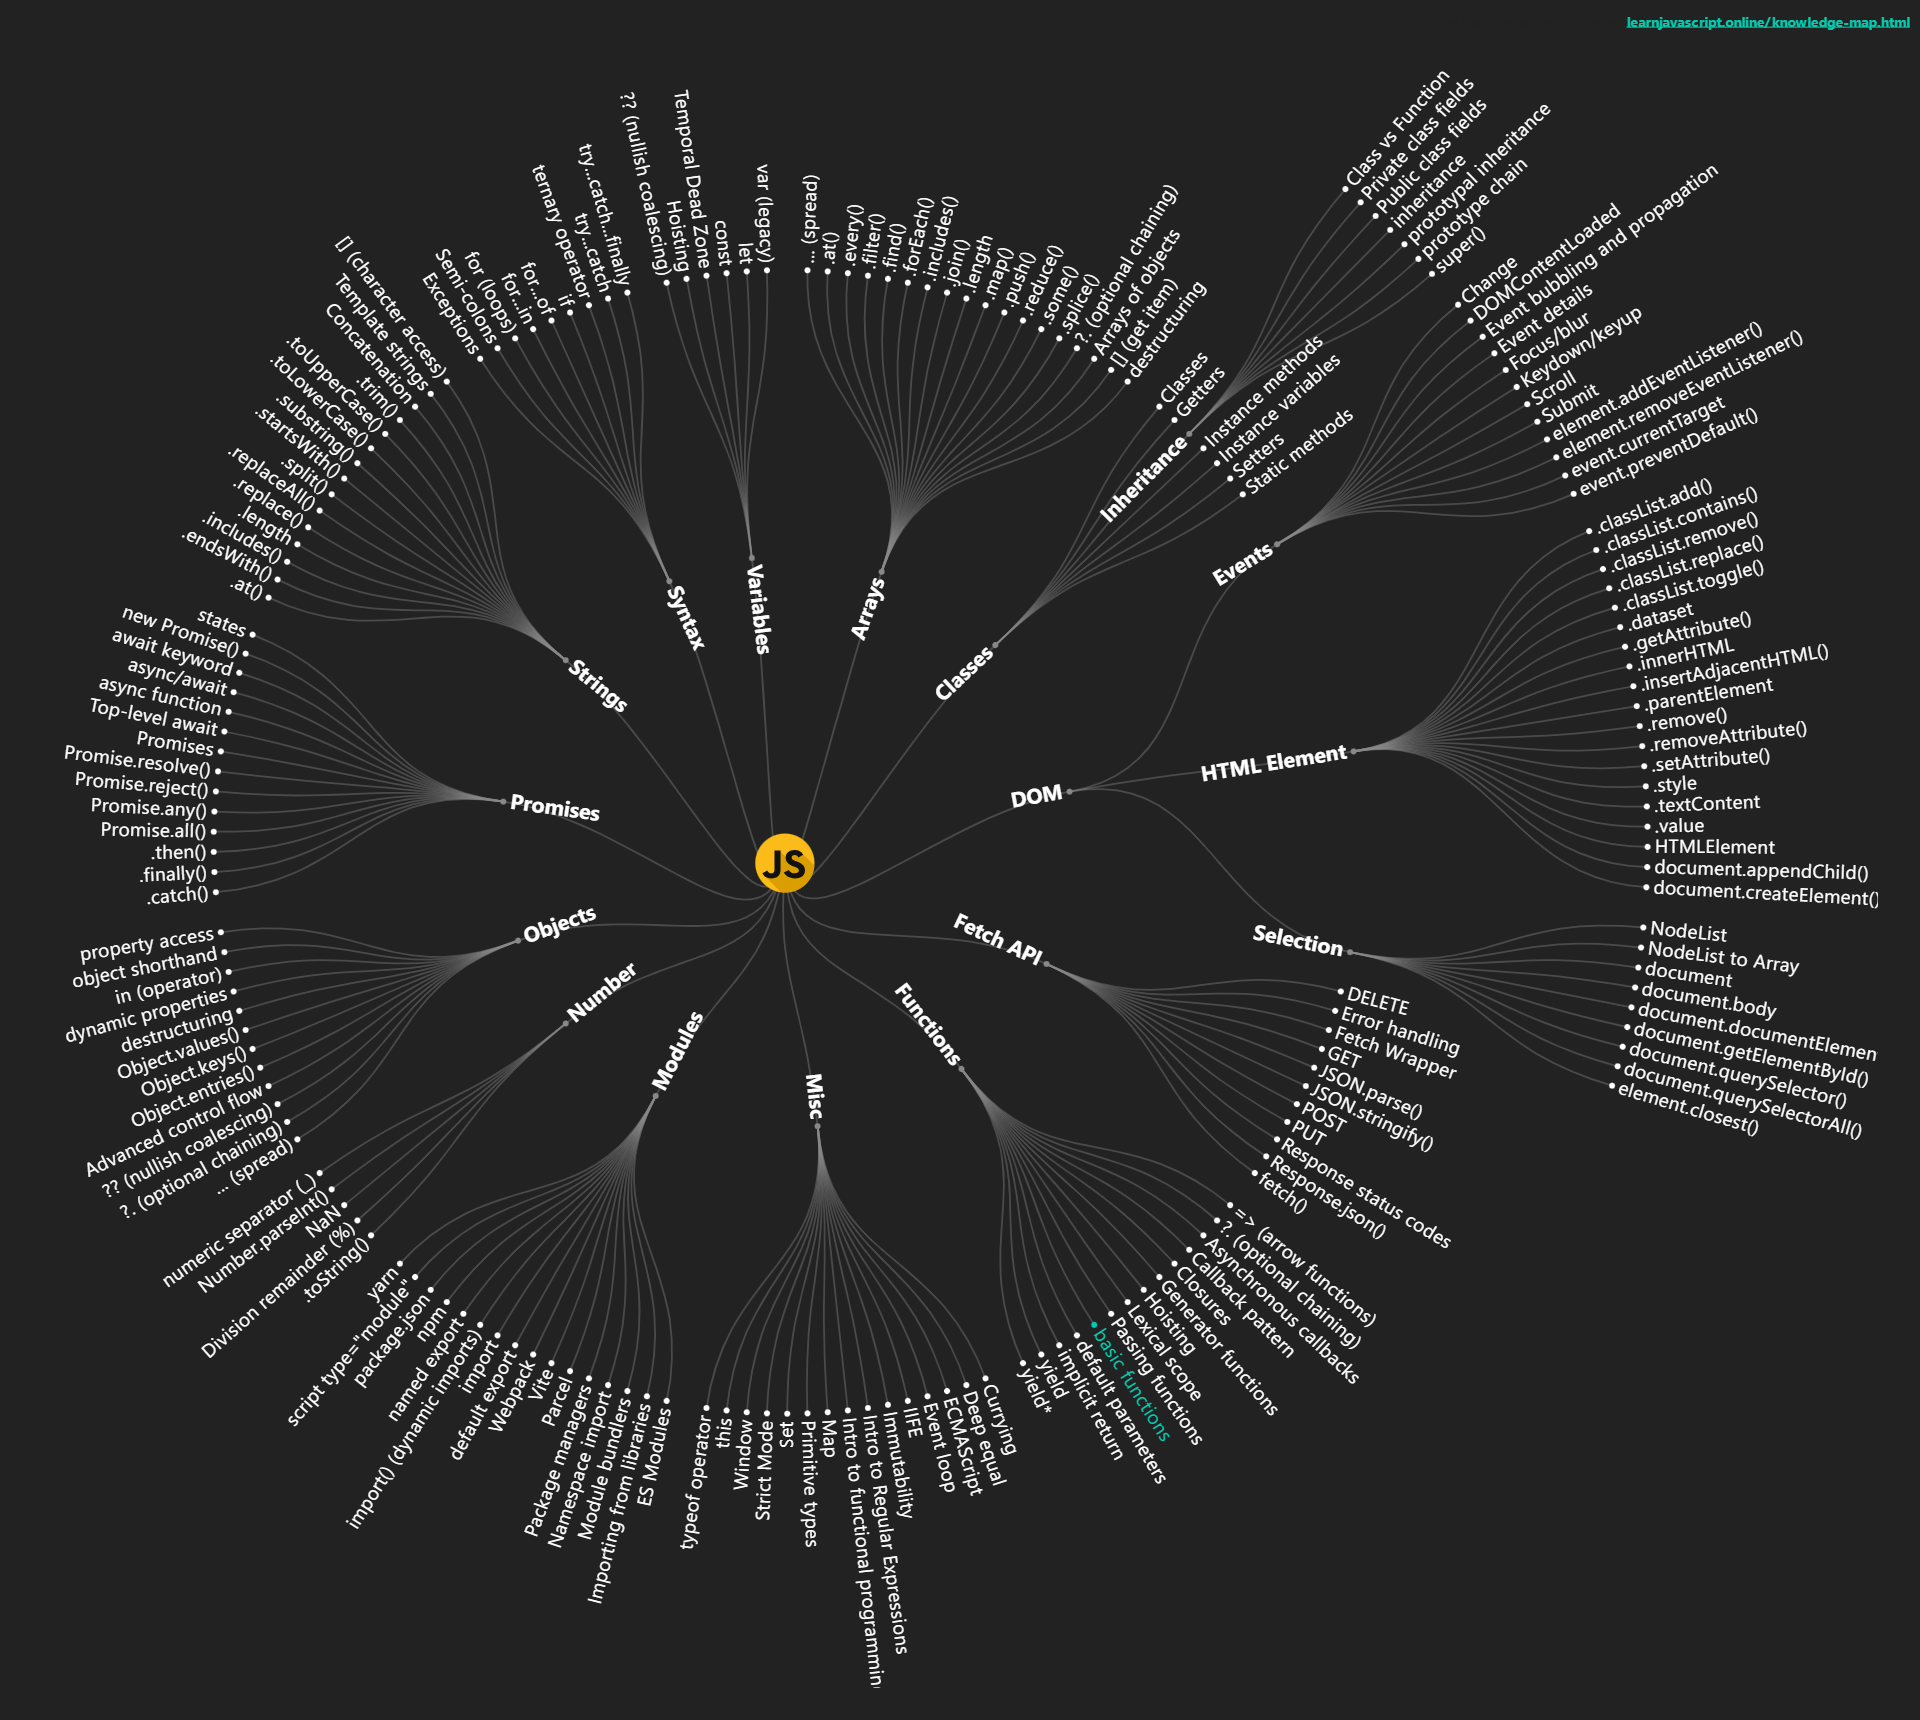 learnjavascript.online/knowledge-map.html
JS
Variables
?? (nullish coalescing)
Hoisting
Temporal Dead Zone
const
let
var (legacy)
Arrays
... (spread)
.at()
.every()
.filter()
.find()
.forEach()
.includes()
.join()
.length
.map()
.push()
.reduce()
.some()
.splice()
?. (optional chaining)
Arrays of objects
[] (get item)
destructuring
Classes
Classes
Getters
Inheritance
Class vs Function
Private class fields
Public class fields
inheritance
prototypal inheritance
prototype chain
super()
Instance methods
Instance variables
Setters
Static methods
DOM
Events
Change
DOMContentLoaded
Event bubbling and propagation
Event details
Focus/blur
Keydown/keyup
Scroll
Submit
element.addEventListener()
element.removeEventListener()
event.currentTarget
event.preventDefault()
HTML Element
.classList.add()
.classList.contains()
.classList.remove()
.classList.replace()
.classList.toggle()
.dataset
.getAttribute()
.innerHTML
.insertAdjacentHTML()
.parentElement
.remove()
.removeAttribute()
.setAttribute()
.style
.textContent
.value
HTMLElement
document.appendChild()
document.createElement()
Selection
NodeList
NodeList to Array
document
document.body
document.documentElemen
document.getElementById()
document.querySelector()
document.querySelectorAll()
element.closest()
Fetch API
DELETE
Error handling
Fetch Wrapper
GET
JSON.parse()
JSON.stringify()
POST
PUT
Response status codes
Response.json()
fetch()
Functions
=> (arrow functions)
?. (optional chaining)
Asynchronous callbacks
Callback pattern
Closures
Generator functions
Hoisting
Lexical scope
Passing functions
basic functions
default parameters
implicit return
yield
yield*
Misc
Currying
Deep equal
ECMAScript
Event loop
IIFE
Immutability
Intro to Regular Expressions
Intro to functional programmin
Map
Primitive types
Set
Strict Mode
Window
this
typeof operator
Modules
ES Modules
Importing from libraries
Module bundlers
Namespace import
Package managers
Parcel
Vite
Webpack
default export
import
import() (dynamic imports)
named export
npm
package.json
script type="module"
yarn
Number
.toString()
Division remainder (%)
NaN
Number.parseInt()
numeric separator (_)
Objects
... (spread)
?. (optional chaining)
?? (nullish coalescing)
Advanced control flow
Object.entries()
Object.keys()
Object.values()
destructuring
dynamic properties
in (operator)
object shorthand
property access
Promises
.catch()
.finally()
.then()
Promise.all()
Promise.any()
Promise.reject()
Promise.resolve()
Promises
Top-level await
async function
async/await
await keyword
new Promise()
states
Strings
.at()
.endsWith()
.includes()
.length
.replace()
.replaceAll()
.split()
.startsWith()
.substring()
.toLowerCase()
.toUpperCase()
.trim()
Concatenation
Template strings
[] (character access)
Syntax
Exceptions
Semi-colons
for (loops)
for...in
for...of
if
ternary operator
try...catch
try...catch...finally